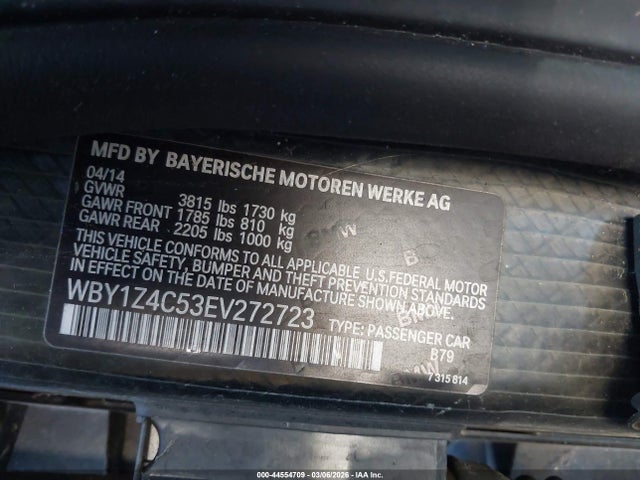 MFD BY BAYERISCHE MOTOREN WERKE AG
04/14
GVWR 3815 lbs 1730 kg
GAWR FRONT 1785 lbs 810 kg
GAWR REAR 2205 lbs 1000 kg
THIS VEHICLE CONFORMS TO ALL APPLICABLE U.S.FEDERAL MOTOR
VEHICLE SAFETY, BUMPER AND THEFT PREVENTION STANDARDS
IN EFFECT ON THE DATE OF MANUFACTURE SHOWN ABOVE.
WBY1Z4C53EV272723
TYPE: PASSENGER CAR
B79
7 315 814
000-44554709 - 03/06/2026 - IAA Inc.